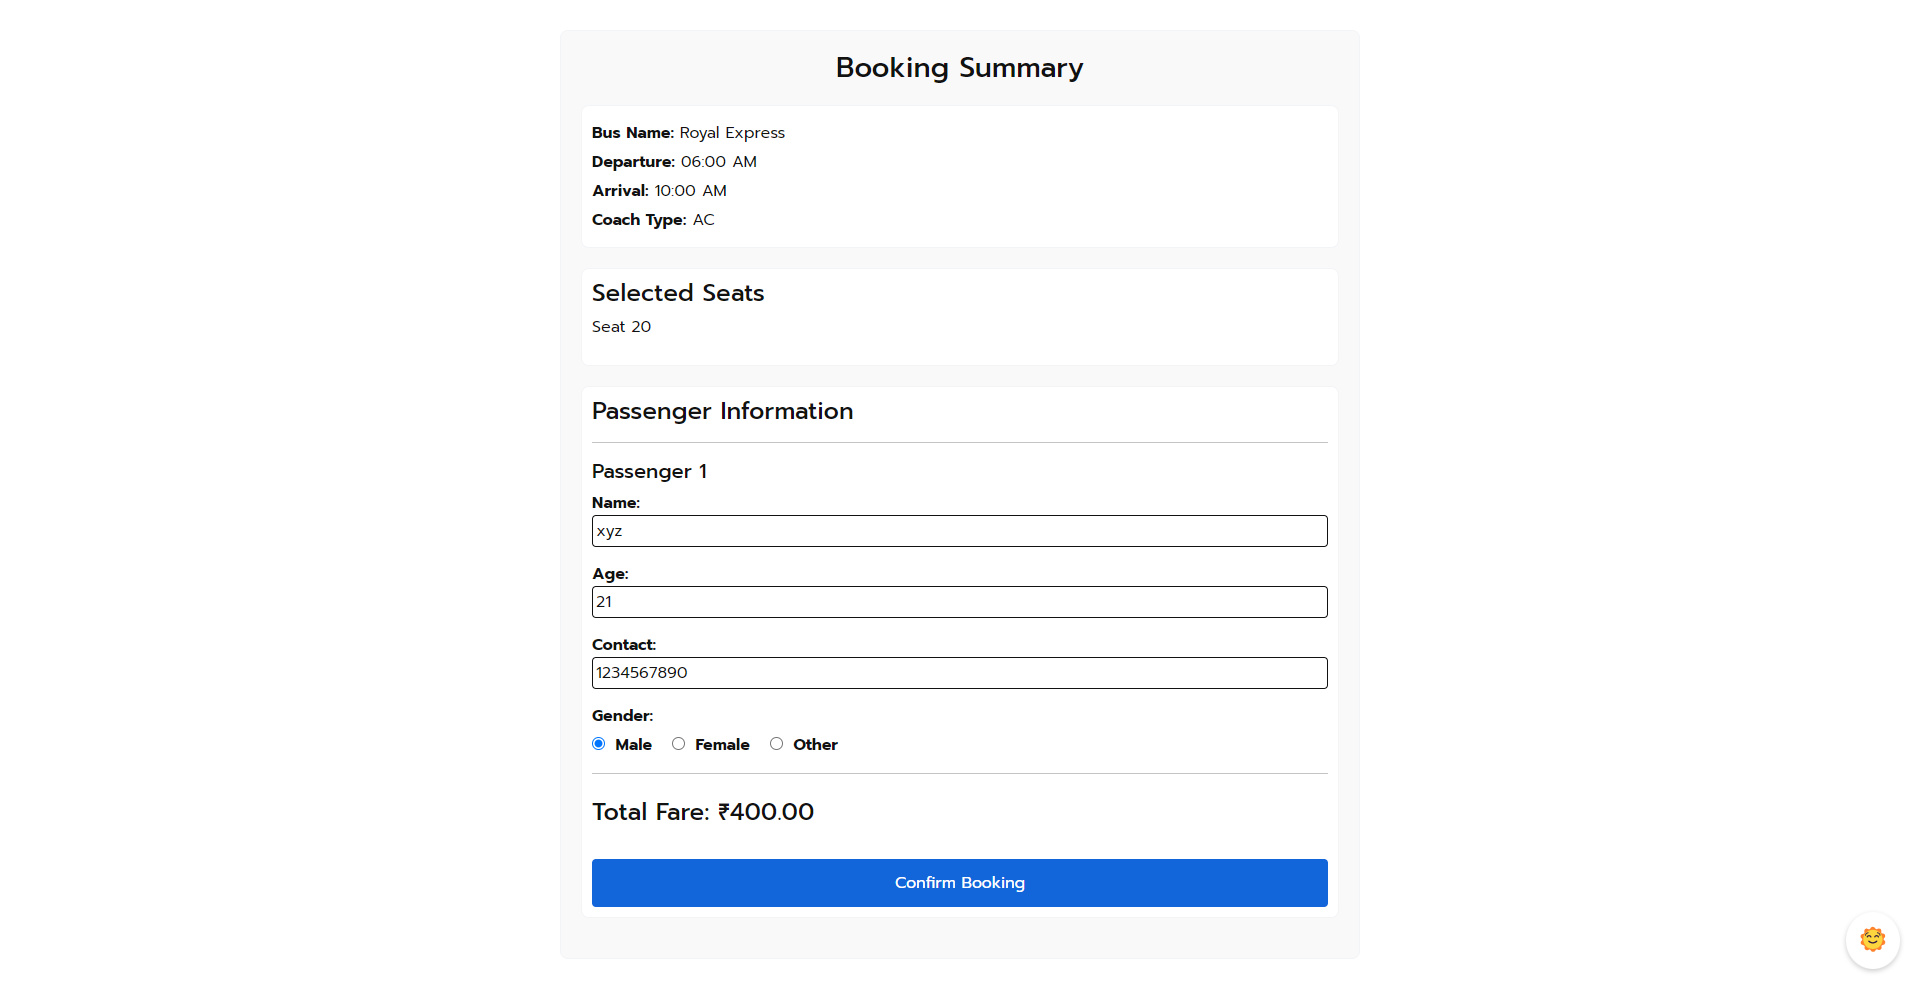 Booking Summary
Bus Name: Royal Express
Departure: 06:00 AM
Arrival: 10:00 AM
Coach Type: AC
Selected Seats
Seat 20
Passenger Information
Passenger 1
Name:
xyz
Age:
21
Contact:
1234567890
Gender:
Male Female Other
Total Fare: ₹400.00
Confirm Booking